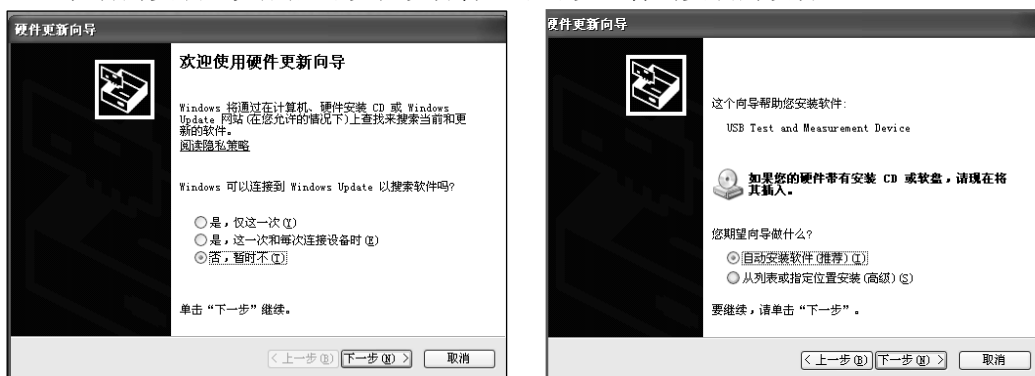 硬件更新向导
欢迎使用硬件更新向导
Windows 将通过在计算机、硬件安装 CD 或 Windows
Update 网站(在您允许的情况下)上查找来搜索当前和更
新的软件。
阅读隐私策略
Windows 可以连接到 Windows Update 以搜索软件吗?
是，仅这一次(Y)
是，这一次和每次连接设备时(E)
否，暂时不(T)
单击“下一步”继续。
<上一步(B) 下一步(N)> 取消
硬件更新向导
这个向导帮助您安装软件:
USB Test and Measurement Device
如果您的硬件带有安装 CD 或软盘，请现在将
其插入。
您期望向导做什么?
自动安装软件(推荐)(I)
从列表或指定位置安装(高级)(S)
要继续，请单击“下一步”。
<上一步(B) 下一步(N)> 取消